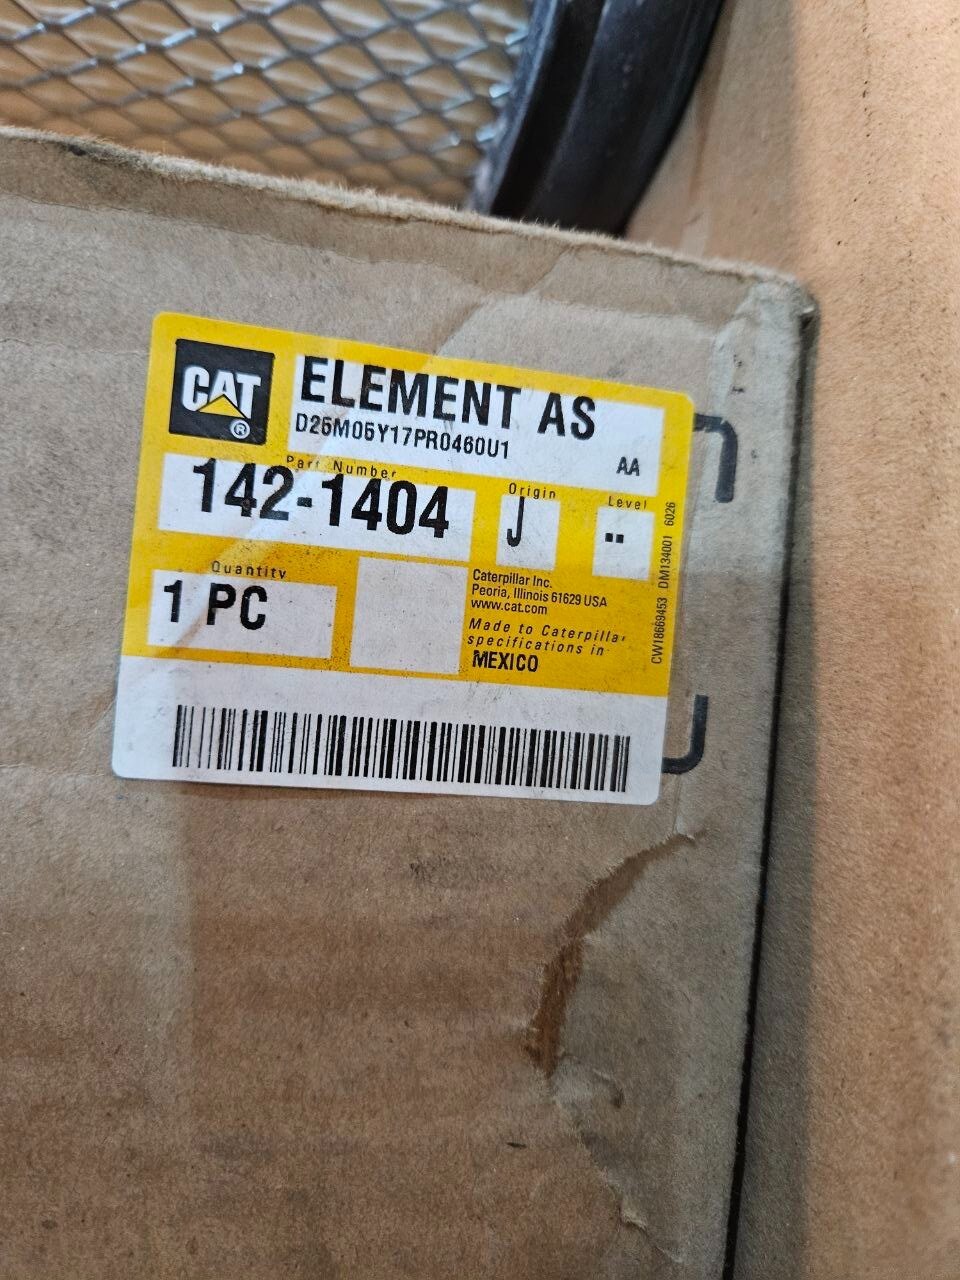 CAT
®
ELEMENT AS
D25M05Y17PR0460U1
AA
Part Number
142-1404
Origin
J
Level
--
Quantity
1 PC
Caterpillar Inc.
Peoria, Illinois 61629 USA
www.cat.com
Made to Caterpillar
specifications in
MEXICO
CW18669453 DM134001 6026